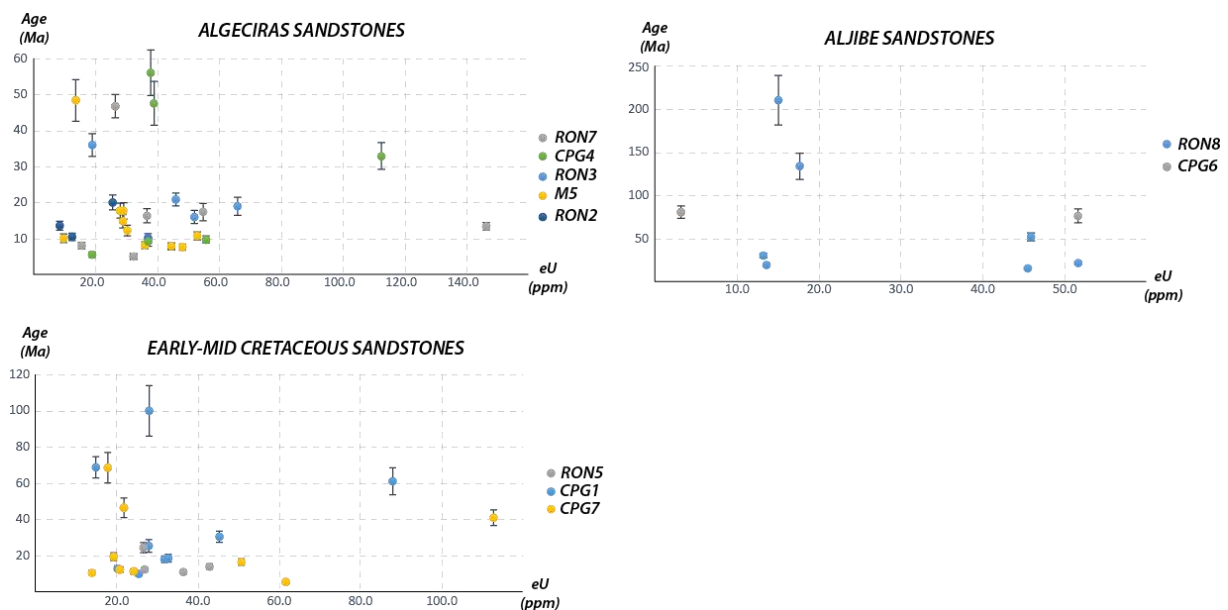 ALGECIRAS SANDSTONES
Age
(Ma)
60
50
40
30
20
10
20.0 40.0 60.0 80.0 100.0 120.0 140.0
eU
(ppm)
RON7
CPG4
RON3
M5
RON2
ALJIBE SANDSTONES
Age
(Ma)
250
200
150
100
50
10.0 20.0 30.0 40.0 50.0
eU
(ppm)
RON8
CPG6
EARLY-MID CRETACEOUS SANDSTONES
Age
(Ma)
120
100
80
60
40
20
20.0 40.0 60.0 80.0 100.0
eU
(ppm)
RON5
CPG1
CPG7